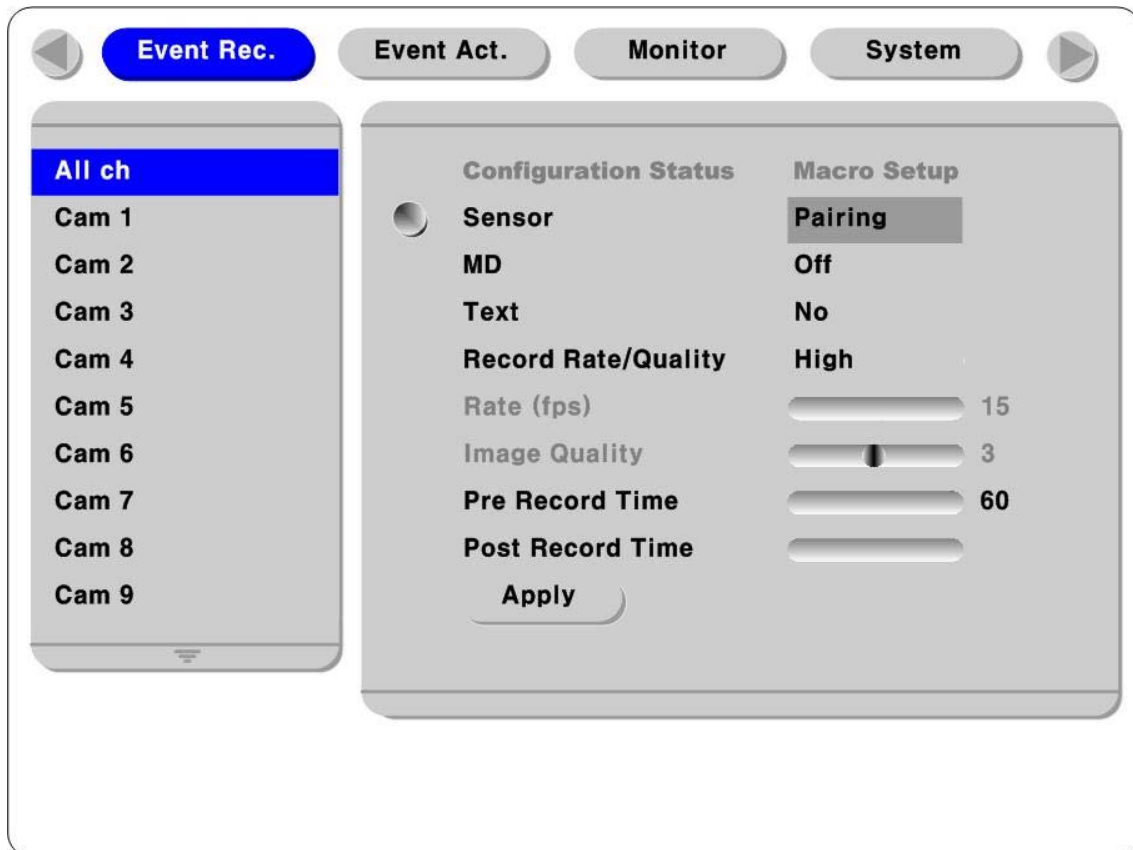 Event Rec. Event Act. Monitor System
All ch
Cam 1
Cam 2
Cam 3
Cam 4
Cam 5
Cam 6
Cam 7
Cam 8
Cam 9
Configuration Status Macro Setup
Sensor Pairing
MD Off
Text No
Record Rate/Quality High
Rate (fps) 15
Image Quality 3
Pre Record Time 60
Post Record Time
Apply